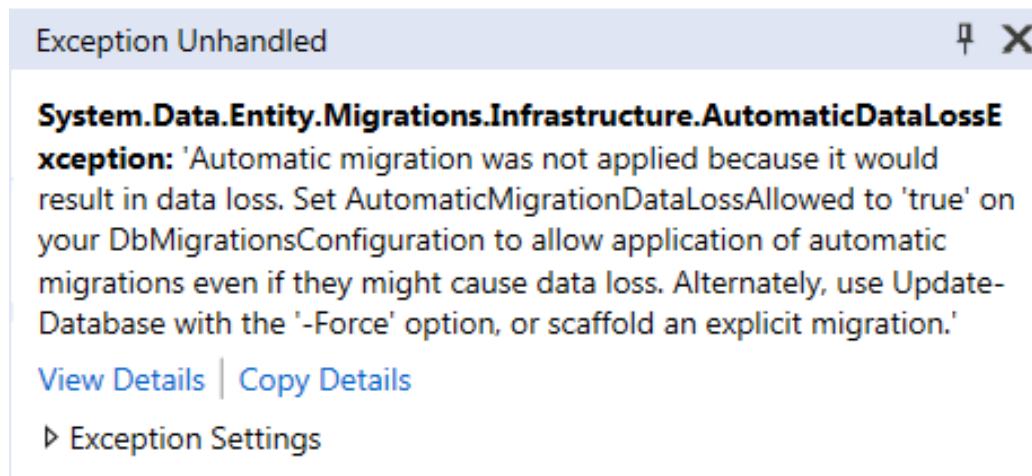 Exception Unhandled
System.Data.Entity.Migrations.Infrastructure.AutomaticDataLossE
xception: 'Automatic migration was not applied because it would
result in data loss. Set AutomaticMigrationDataLossAllowed to 'true' on
your DbMigrationsConfiguration to allow application of automatic
migrations even if they might cause data loss. Alternately, use Update-
Database with the '-Force' option, or scaffold an explicit migration.'
View Details | Copy Details
Exception Settings